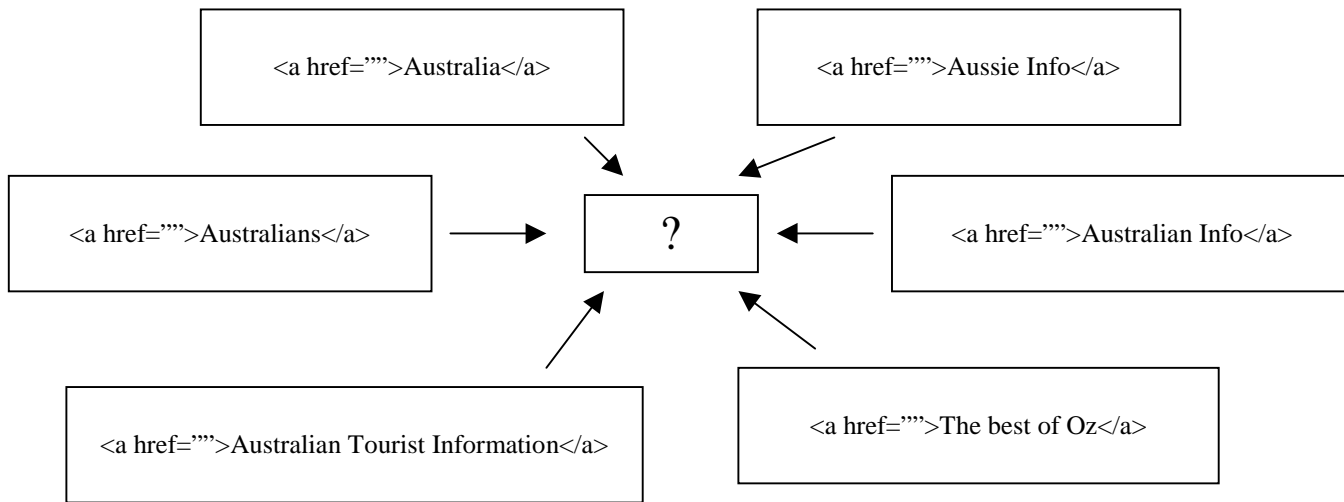 <a href=””>Australia</a>
<a href=””>Aussie Info</a>
<a href=””>Australians</a>
?
<a href=””>Australian Info</a>
<a href=””>Australian Tourist Information</a>
<a href=””>The best of Oz</a>